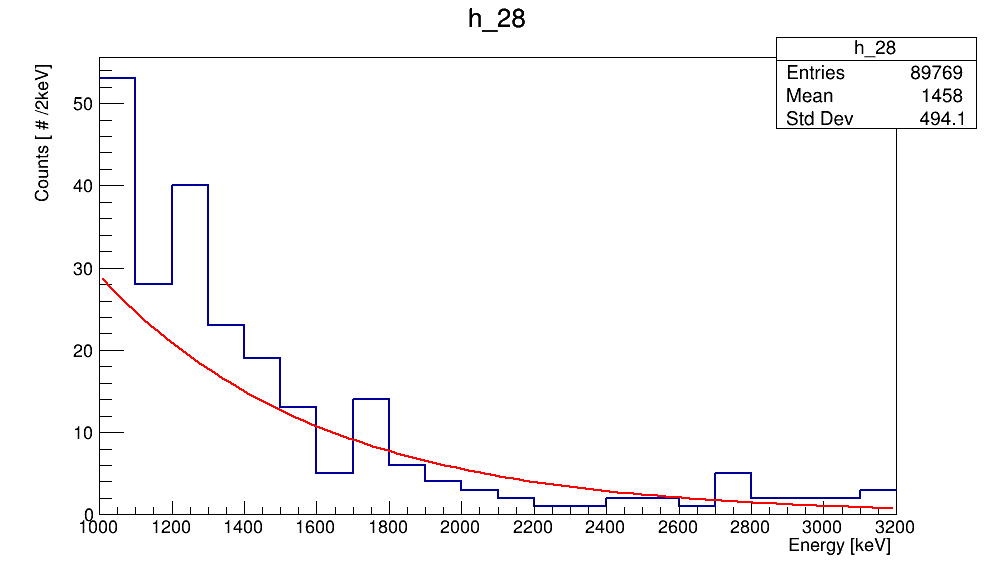 h_28
h_28
Entries 89769
Mean 1458
Std Dev 494.1
Counts [ # /2keV]
50
40
30
20
10
0
1000 1200 1400 1600 1800 2000 2200 2400 2600 2800 3000 3200
Energy [keV]